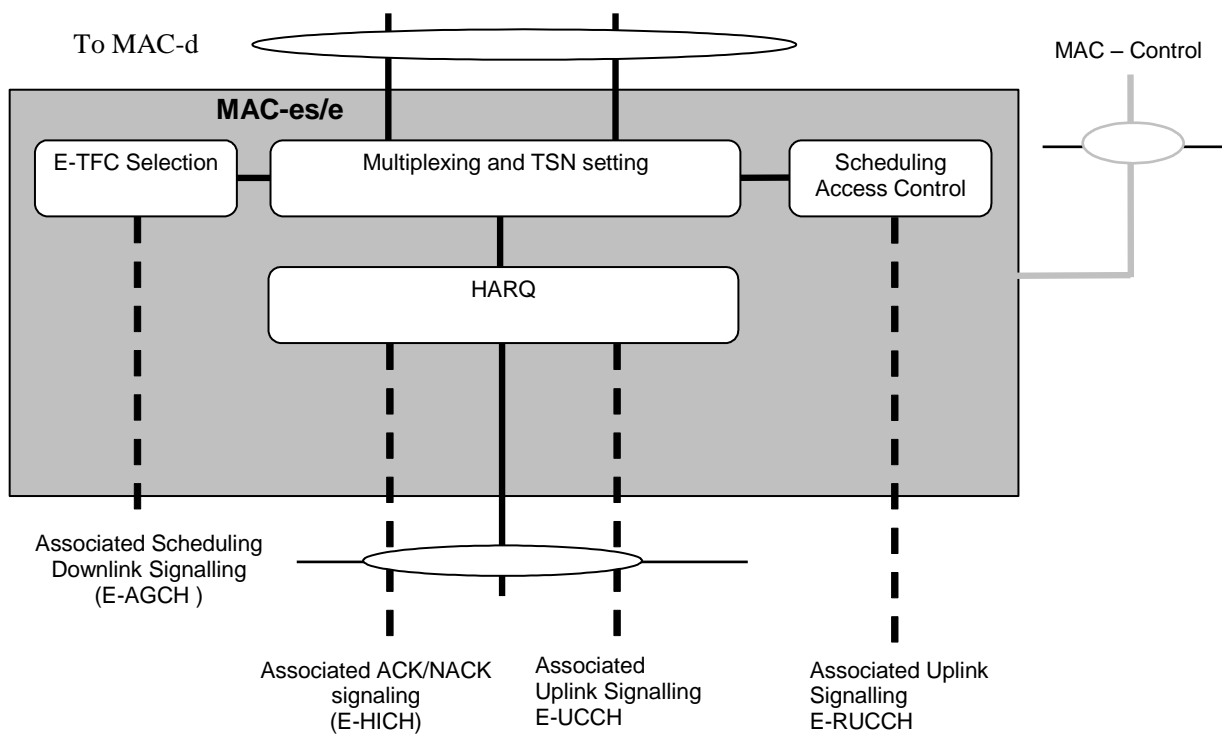 To MAC-d
MAC – Control
MAC-es/e
E-TFC Selection
Multiplexing and TSN setting
Scheduling
Access Control
HARQ
Associated Scheduling
Downlink Signalling
(E-AGCH )
Associated ACK/NACK
signaling
(E-HICH)
Associated
Uplink Signalling
E-UCCH
Associated Uplink
Signalling
E-RUCCH